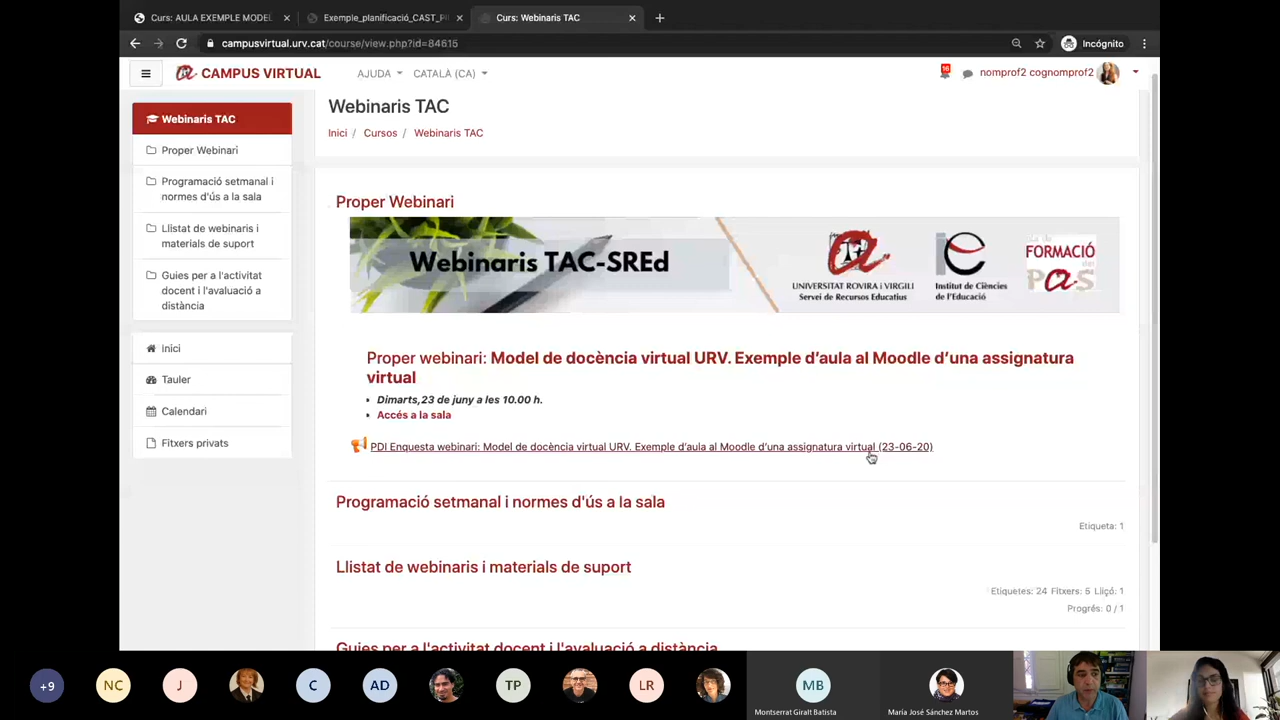 Curs: AULA EXEMPLE MODEL
Exemple_planificació_CAST_P
Curs: Webinaris TAC
campusvirtual.urv.cat/course/view.php?id=84615
Incógnito
CAMPUS VIRTUAL
AJUDA
CATALÀ (CA)
16
nomprof2 cognomprof2
Webinaris TAC
Proper Webinari
Programació setmanal i
normes d'ús a la sala
Llistat de webinaris i
materials de suport
Guies per a l'activitat
docent i l'avaluació a
distància
Inici
Tauler
Calendari
Fitxers privats
Webinaris TAC
Inici / Cursos / Webinaris TAC
Proper Webinari
Webinaris TAC-SREd
UNIVERSITAT ROVIRA i VIRGILI
Servei de Recursos Educatius
Institut de Ciències
de l'Educació
FORMACIÓ
del
PAS
Proper webinari: Model de docència virtual URV. Exemple d’aula al Moodle d’una assignatura
virtual
Dimarts,23 de juny a les 10.00 h.
Accés a la sala
PDI Enquesta webinari: Model de docència virtual URV. Exemple d’aula al Moodle d’una assignatura virtual (23-06-20)
Programació setmanal i normes d'ús a la sala
Etiqueta: 1
Llistat de webinaris i materials de suport
Etiquetes: 24 Fitxers: 5 Lliçó: 1
Progrés: 0 / 1
Guies per a l'activitat docent i l'avaluació a distància
+9
NC
J
C
AD
TP
LR
MB
Montserrat Giralt Batista
María José Sánchez Martos